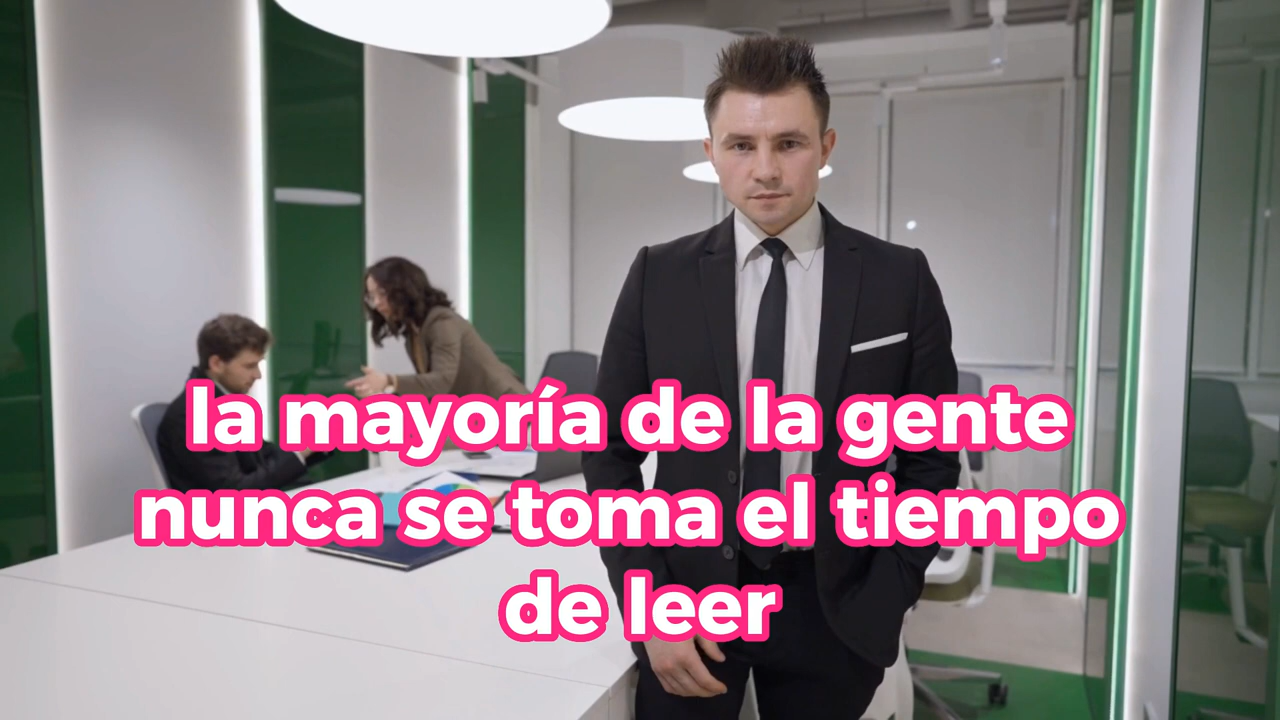 la mayoría de la gente
nunca se toma el tiempo
de leer